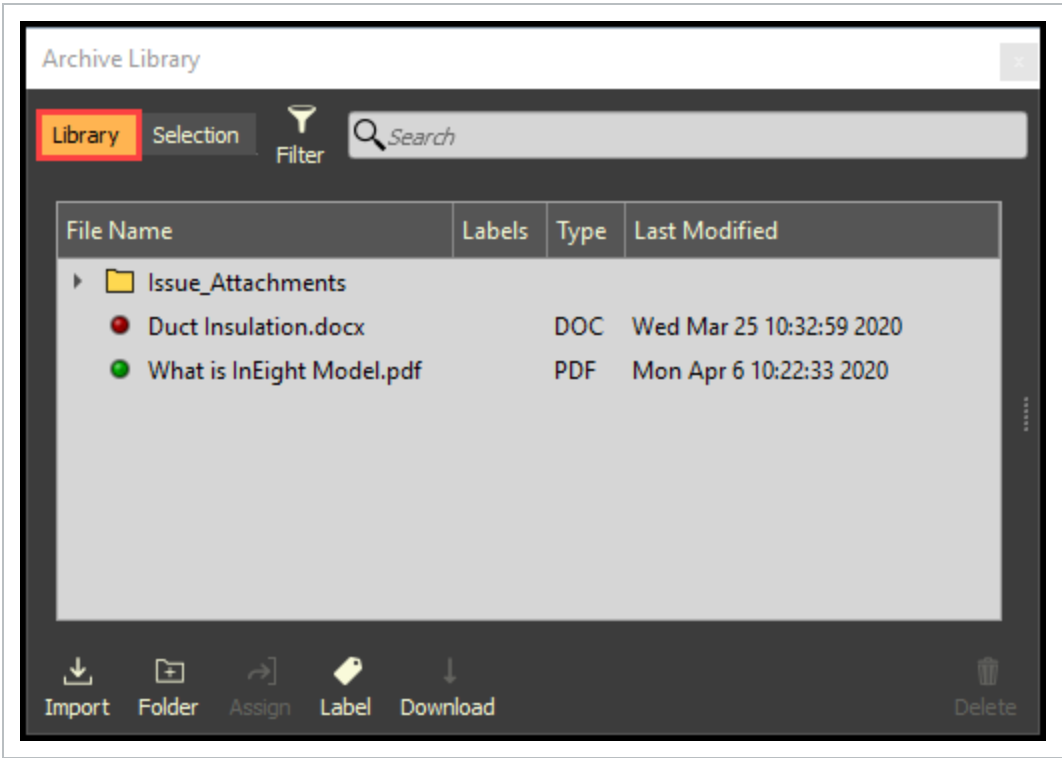 Archive Library
x
Library Selection Filter Search
File Name Labels Type Last Modified
Issue_Attachments
Duct Insulation.docx DOC Wed Mar 25 10:32:59 2020
What is InEight Model.pdf PDF Mon Apr 6 10:22:33 2020
Import Folder Assign Label Download Delete